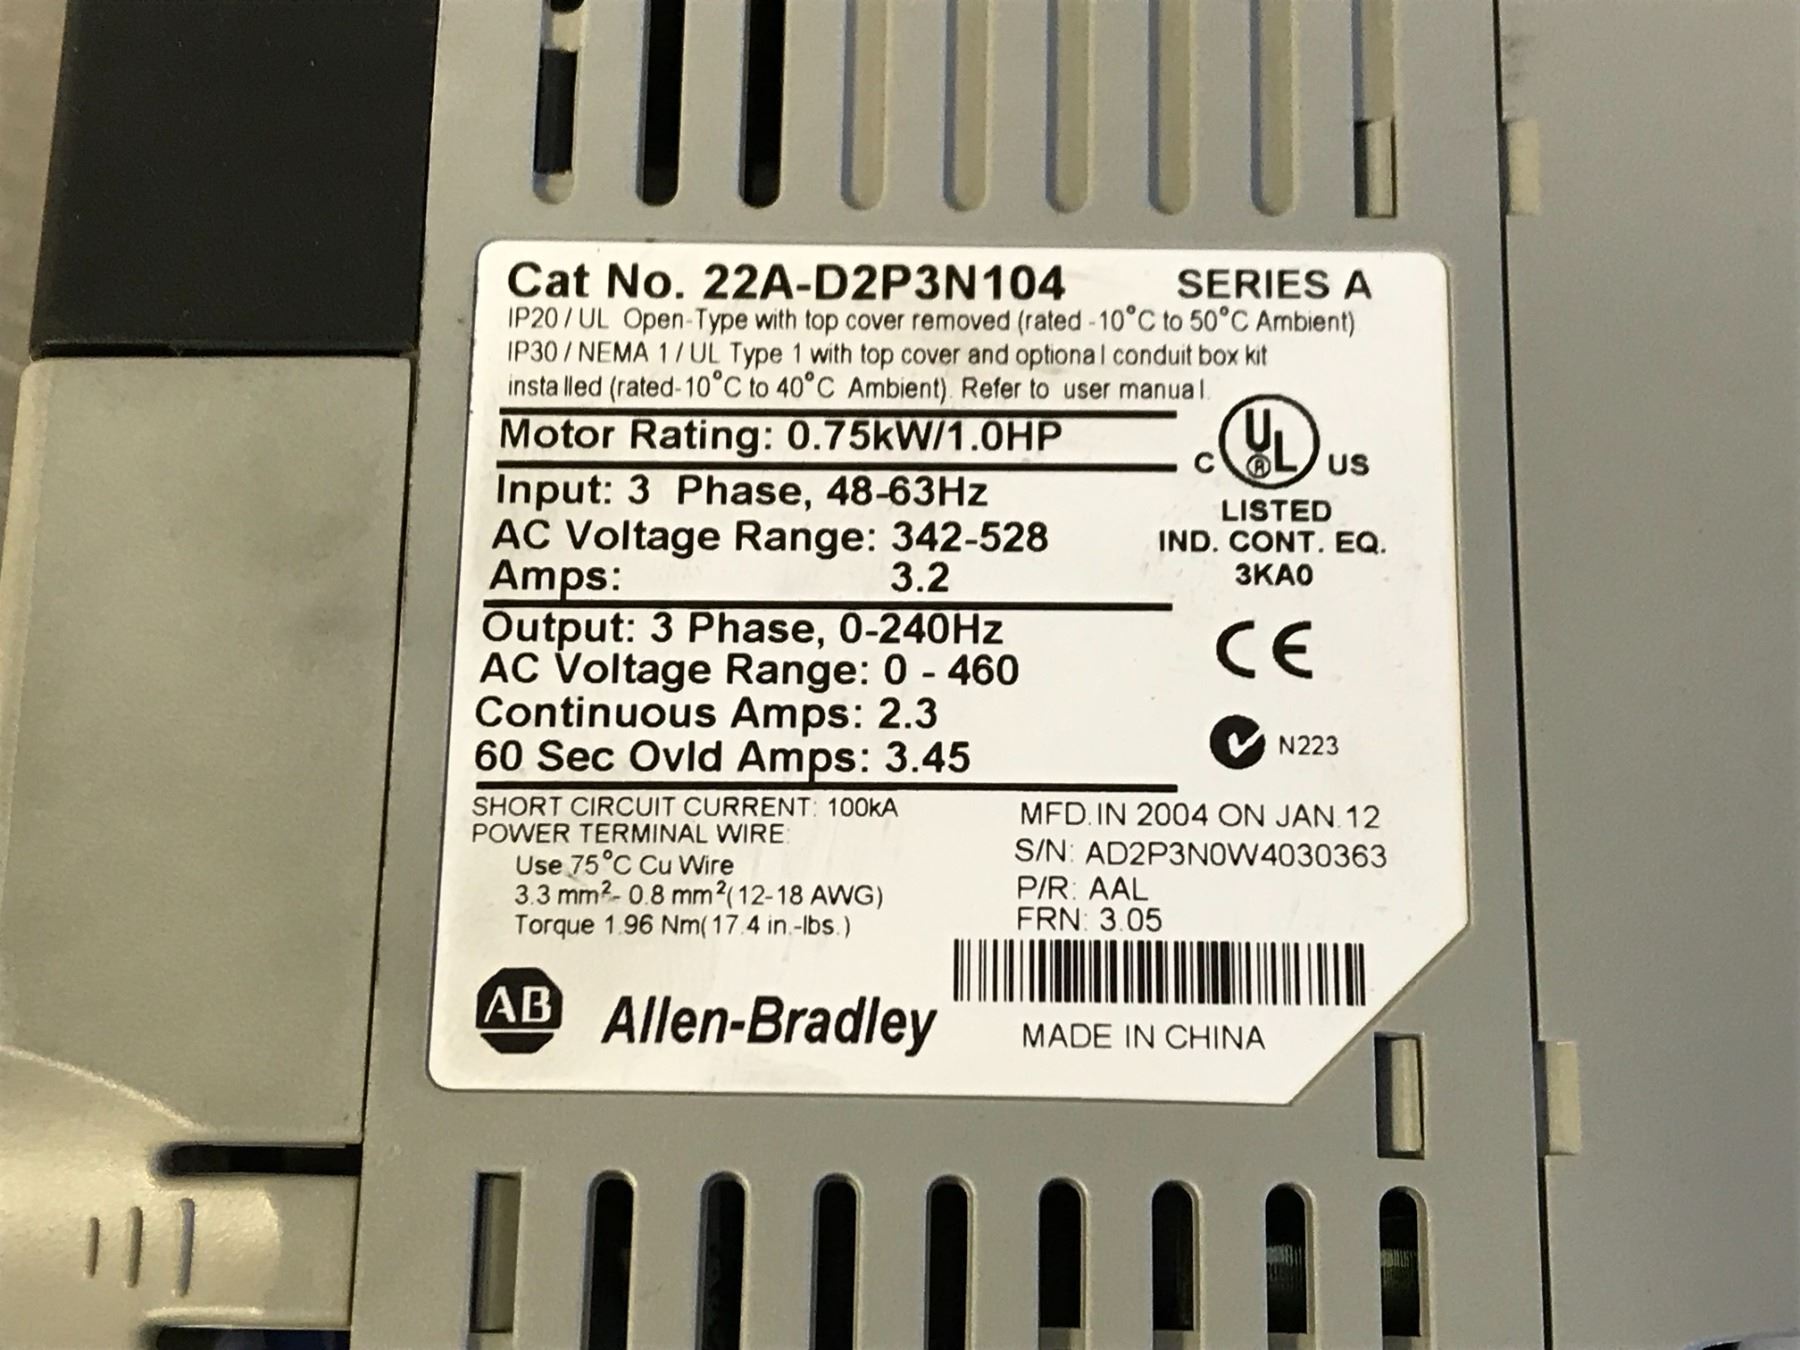 Cat No. 22A-D2P3N104 SERIES A
IP20 / UL Open-Type with top cover removed (rated -10°C to 50°C Ambient)
IP30 / NEMA 1 / UL Type 1 with top cover and optional conduit box kit
installed (rated-10°C to 40°C Ambient). Refer to user manual.
Motor Rating: 0.75kW/1.0HP
Input: 3 Phase, 48-63Hz
AC Voltage Range: 342-528
Amps: 3.2
Output: 3 Phase, 0-240Hz
AC Voltage Range: 0 - 460
Continuous Amps: 2.3
60 Sec Ovld Amps: 3.45
C UL ® US
LISTED
IND. CONT. EQ.
3KA0
CE
N223
SHORT CIRCUIT CURRENT: 100kA
POWER TERMINAL WIRE:
Use 75°C Cu Wire
3.3 mm²- 0.8 mm²(12-18 AWG)
Torque 1.96 Nm(17.4 in.-lbs.)
MFD.IN 2004 ON JAN.12
S/N: AD2P3N0W4030363
P/R: AAL
FRN: 3.05
AB Allen-Bradley
MADE IN CHINA